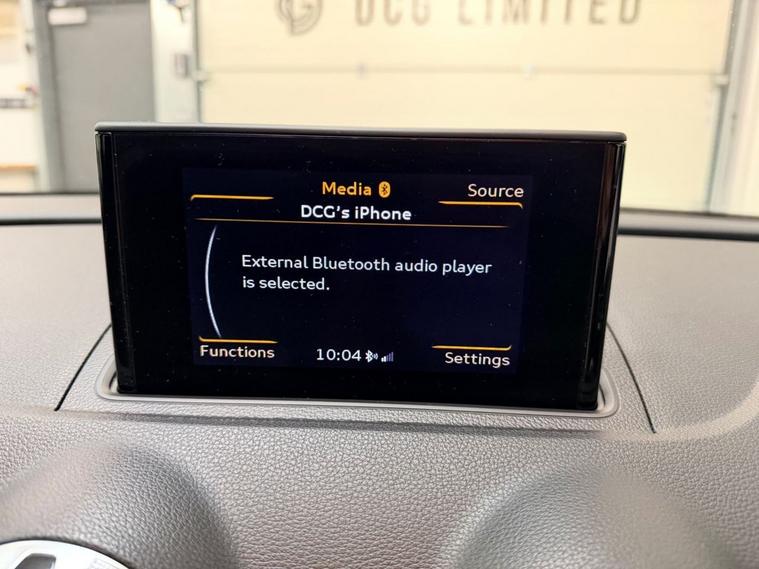 DCG LIMITED
Media
Source
DCG's iPhone
External Bluetooth audio player
is selected.
Functions
10:04
Settings